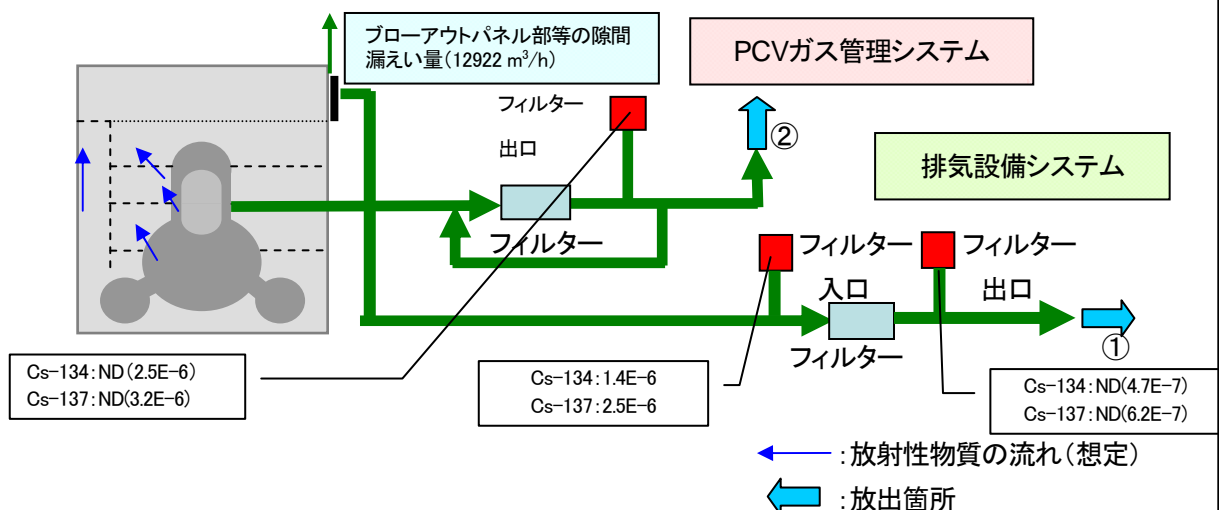 ブローアウトパネル部等の隙間
漏えい量(12922 m³/h)
PCVガス管理システム
フィルター
出口
②
排気設備システム
フィルター
フィルター
入口
フィルター
出口
フィルター
①
Cs-134:ND(2.5E-6)
Cs-137:ND(3.2E-6)
Cs-134:1.4E-6
Cs-137:2.5E-6
Cs-134:ND(4.7E-7)
Cs-137:ND(6.2E-7)
:放射性物質の流れ(想定)
:放出箇所